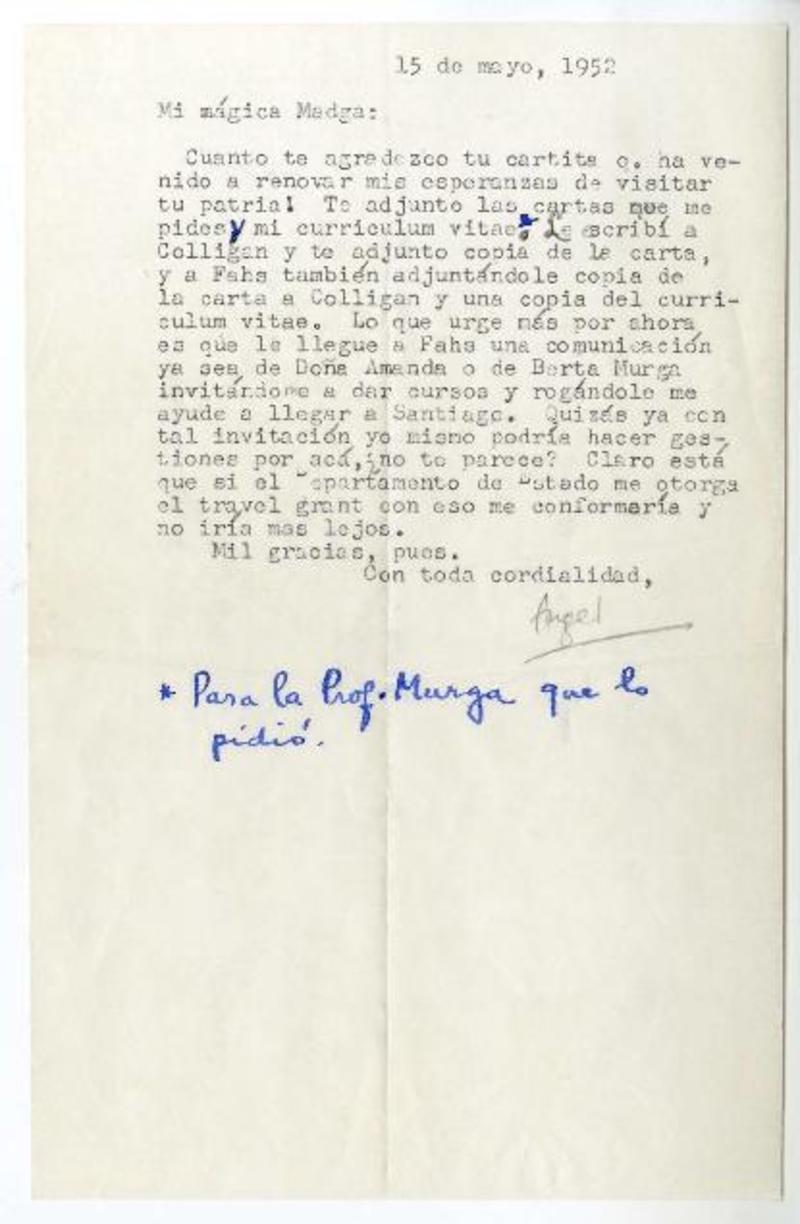 15 de mayo, 1952
Mi mágica Madga:
Cuanto te agradezco tu cartita q. ha ve-
nido a renovar mis esperanzas de visitar
tu patria! Te adjunto las cartas que me
pides y mi curriculum vitae.* Le escribí a
Colligan y te adjunto copia de la carta,
y a Fahs también adjuntándole copia de
la carta a Colligan y una copia del curri-
culum vitae. Lo que urge más por ahora
es que le llegue a Fahs una comunicación
ya sea de Doña Amanda o de Berta Murga
invitándome a dar cursos y rogándole me
ayude a llegar a Santiago. Quizás ya con
tal invitación yo mismo podría hacer ges-
tiones por acá,¿no te parece? Claro está
que si el Departamento de Estado me otorga
el travel grant con eso me conformaría y
no iría mas lejos.
Mil gracias, pues.
Con toda cordialidad,
Angel
* Para la Prof. Murga que lo
pidió.